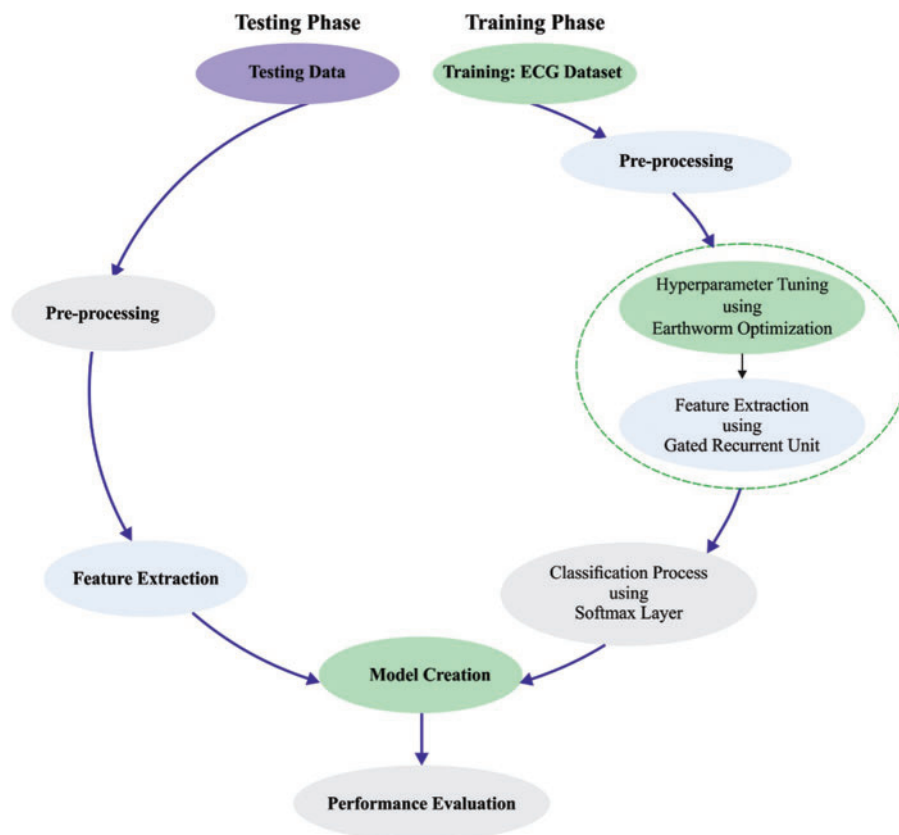 Testing Phase
Training Phase
Testing Data
Training: ECG Dataset
Pre-processing
Hyperparameter Tuning
using
Earthworm Optimization
Pre-processing
Feature Extraction
using
Gated Recurrent Unit
Feature Extraction
Classification Process
using
Softmax Layer
Model Creation
Performance Evaluation